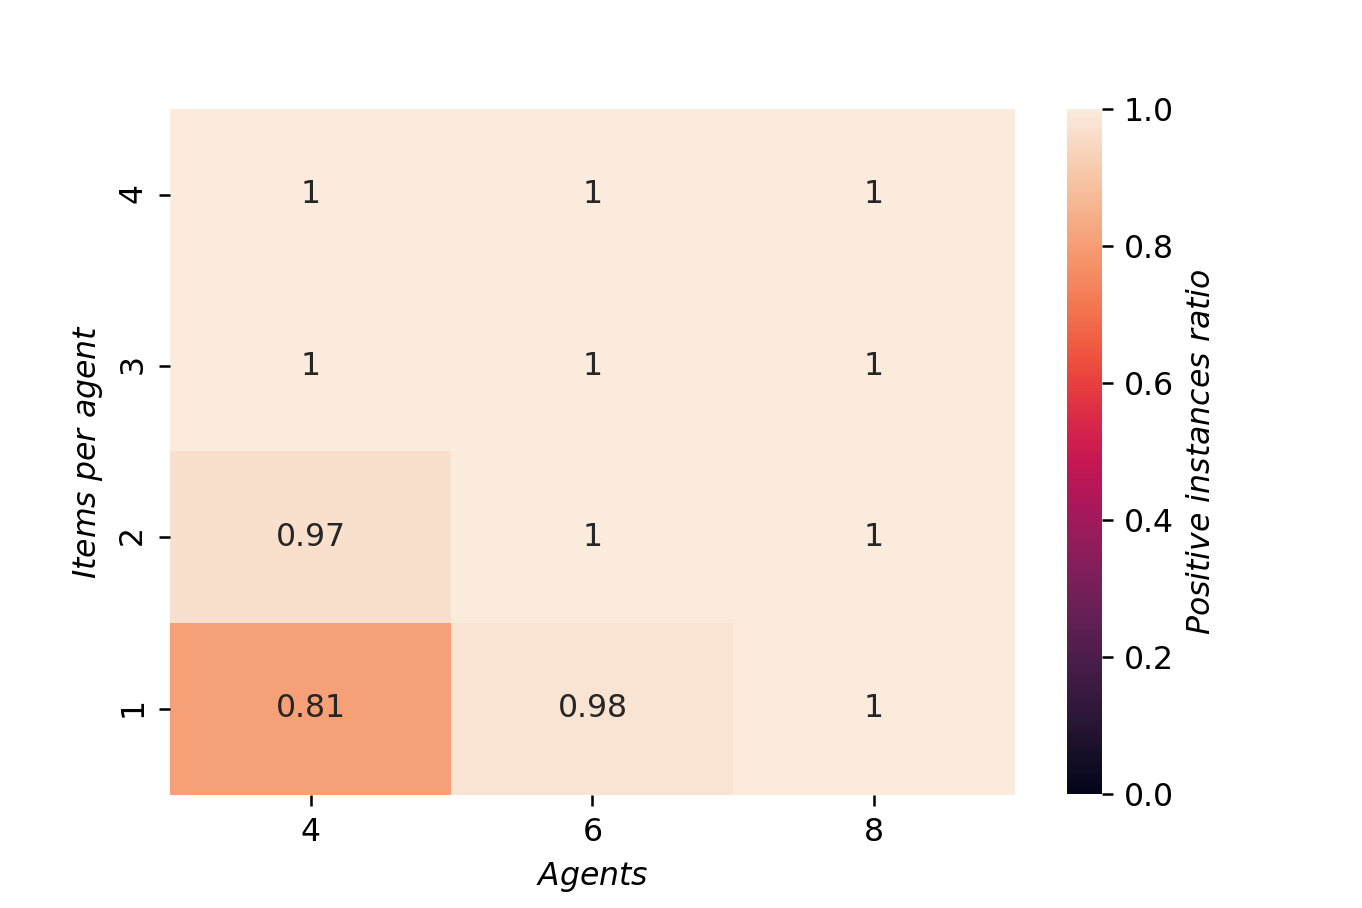 1.0
4 1 1 1
0.8
3 1 1 1
0.6
Items per agent
Positive instances ratio
2 0.97 1 1
0.4
0.2
1 0.81 0.98 1
0.0
4 6 8
Agents